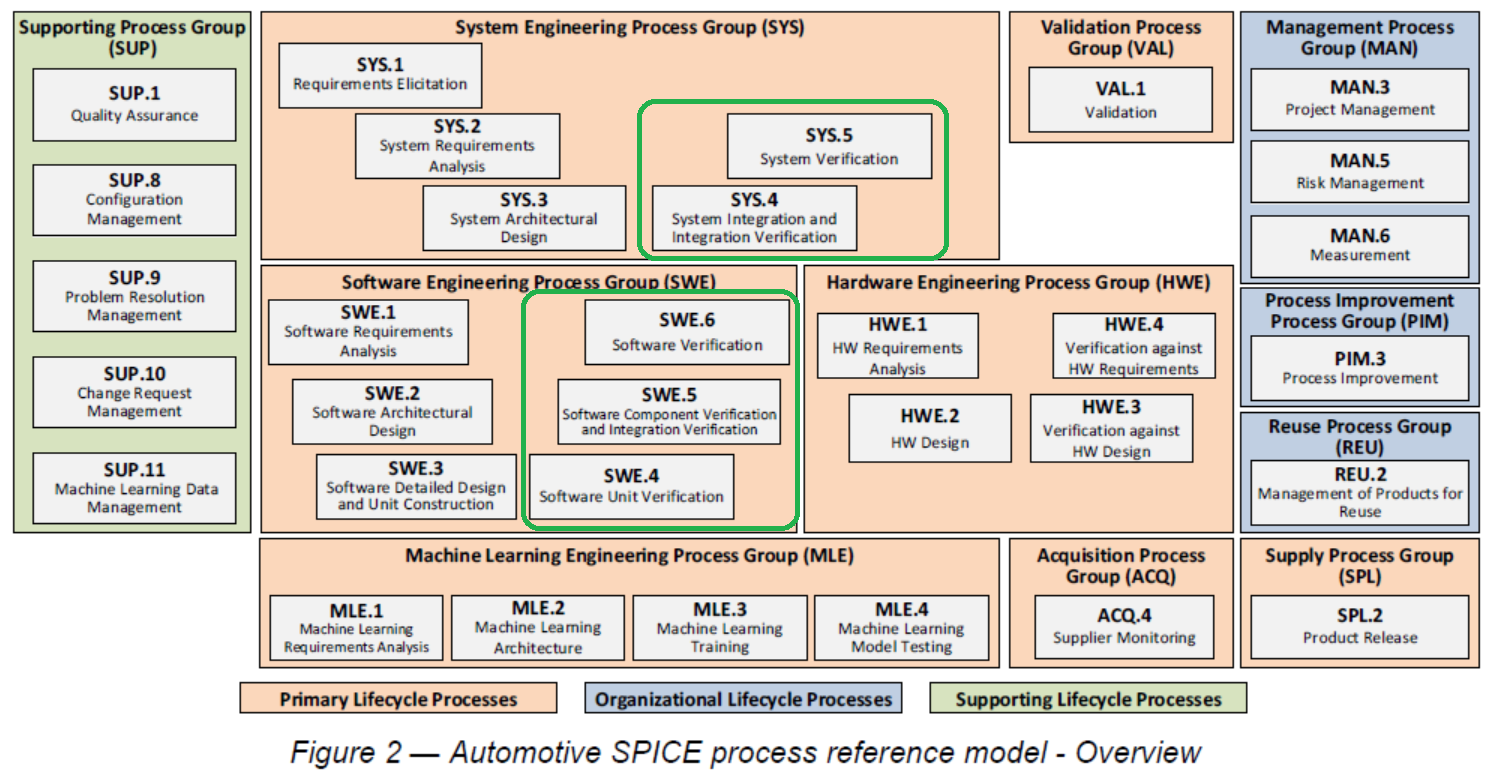 Supporting Process Group
(SUP)
SUP.1
Quality Assurance
SUP.8
Configuration
Management
SUP.9
Problem Resolution
Management
SUP.10
Change Request
Management
SUP.11
Machine Learning Data
Management
System Engineering Process Group (SYS)
SYS.1
Requirements Elicitation
SYS.2
System Requirements
Analysis
SYS.3
System Architectural
Design
SYS.5
System Verification
SYS.4
System Integration and
Integration Verification
Validation Process
Group (VAL)
VAL.1
Validation
Management Process
Group (MAN)
MAN.3
Project Management
MAN.5
Risk Management
MAN.6
Measurement
Software Engineering Process Group (SWE)
SWE.1
Software Requirements
Analysis
SWE.2
Software Architectural
Design
SWE.3
Software Detailed Design
and Unit Construction
SWE.6
Software Verification
SWE.5
Software Component Verification
and Integration Verification
SWE.4
Software Unit Verification
Hardware Engineering Process Group (HWE)
HWE.1
HW Requirements
Analysis
HWE.2
HW Design
HWE.4
Verification against
HW Requirements
HWE.3
Verification against
HW Design
Process Improvement
Process Group (PIM)
PIM.3
Process Improvement
Reuse Process Group
(REU)
REU.2
Management of Products for
Reuse
Machine Learning Engineering Process Group (MLE)
MLE.1
Machine Learning
Requirements Analysis
MLE.2
Machine Learning
Architecture
MLE.3
Machine Learning
Training
MLE.4
Machine Learning
Model Testing
Acquisition Process
Group (ACQ)
ACQ.4
Supplier Monitoring
Supply Process Group
(SPL)
SPL.2
Product Release
Primary Lifecycle Processes
Organizational Lifecycle Processes
Supporting Lifecycle Processes
Figure 2 — Automotive SPICE process reference model - Overview